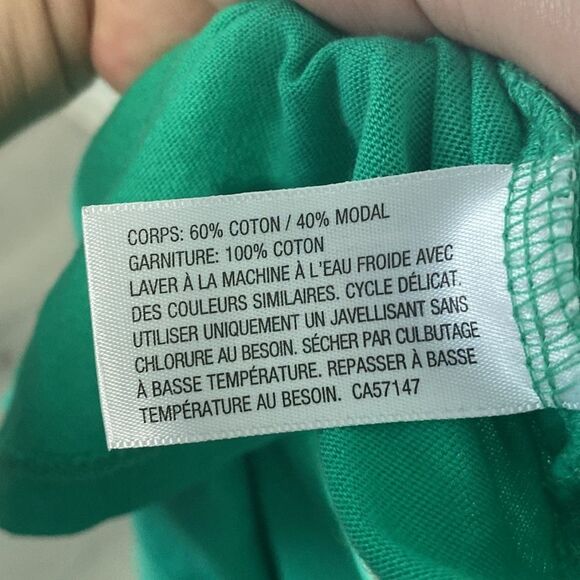 CORPS: 60% COTON / 40% MODAL
GARNITURE: 100% COTON
LAVER À LA MACHINE À L'EAU FROIDE AVEC
DES COULEURS SIMILAIRES. CYCLE DÉLICAT.
UTILISER UNIQUEMENT UN JAVELLISANT SANS
CHLORURE AU BESOIN. SÉCHER PAR CULBUTAGE
À BASSE TEMPÉRATURE. REPASSER À BASSE
TEMPÉRATURE AU BESOIN. CA57147